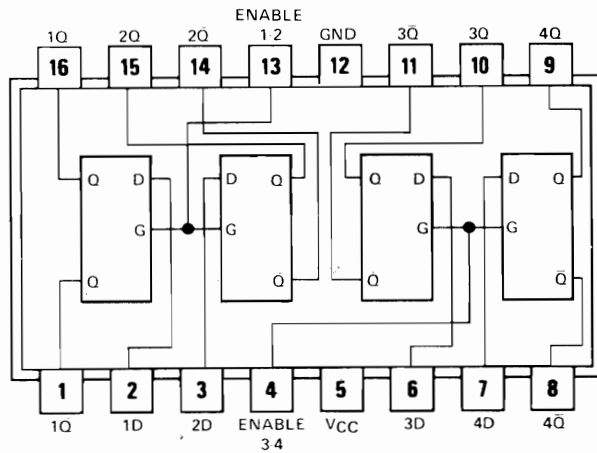 ENABLE
1Q 2Q 2Q̄ 1-2 GND 3Q̄ 3Q 4Q
16 15 14 13 12 11 10 9
Q D D Q Q D D Q
G G G G
Q Q̄ Q̄ Q̄
1 2 3 4 5 6 7 8
1Q̄ 1D 2D ENABLE VCC 3D 4D 4Q̄
3-4